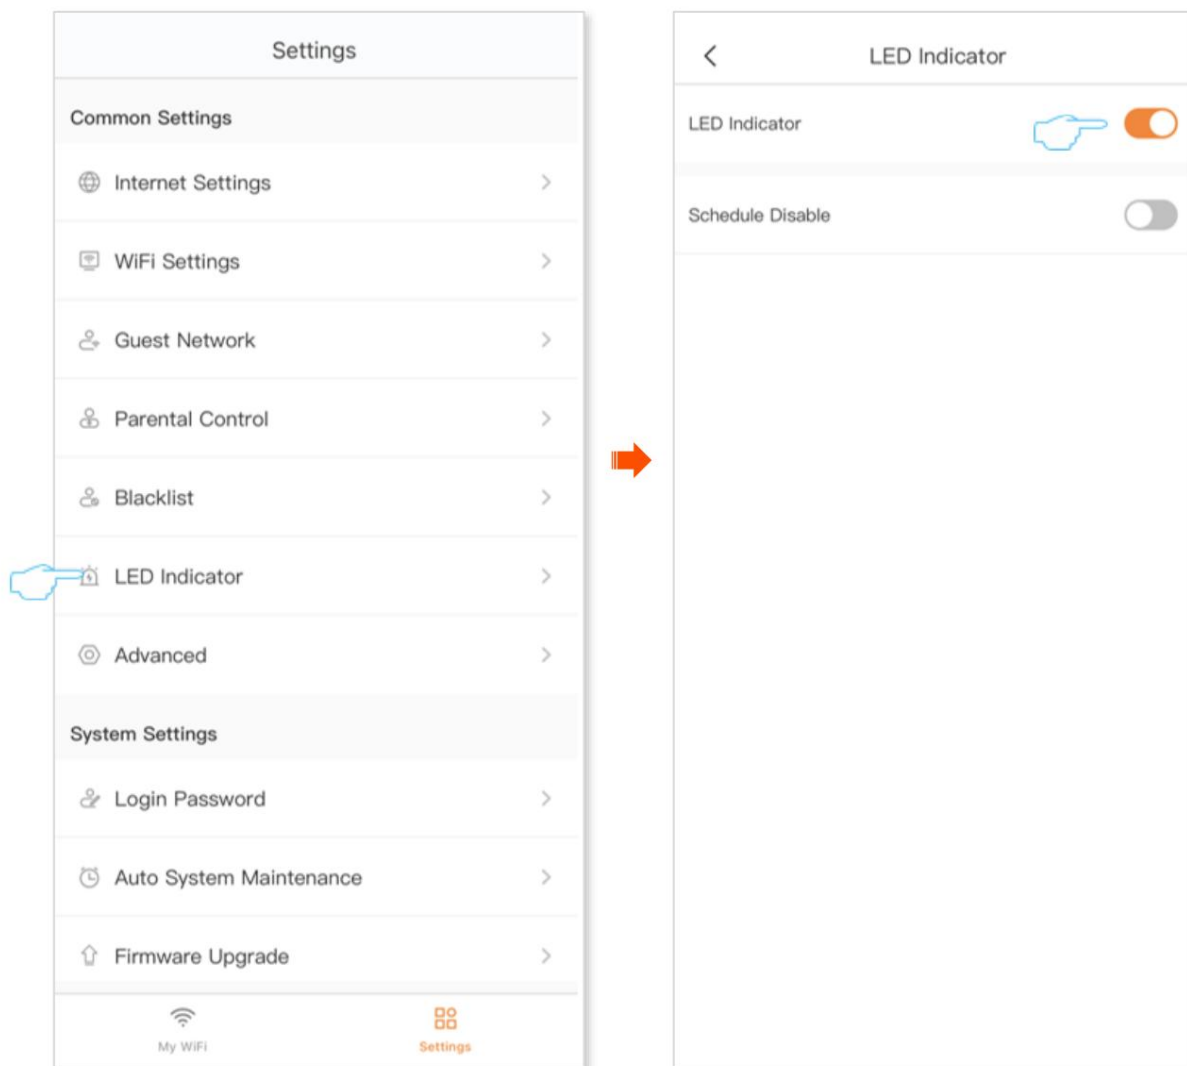 Settings
Common Settings
Internet Settings
WiFi Settings
Guest Network
Parental Control
Blacklist
LED Indicator
Advanced
System Settings
Login Password
Auto System Maintenance
Firmware Upgrade
My WiFi
Settings
LED Indicator
LED Indicator
Schedule Disable